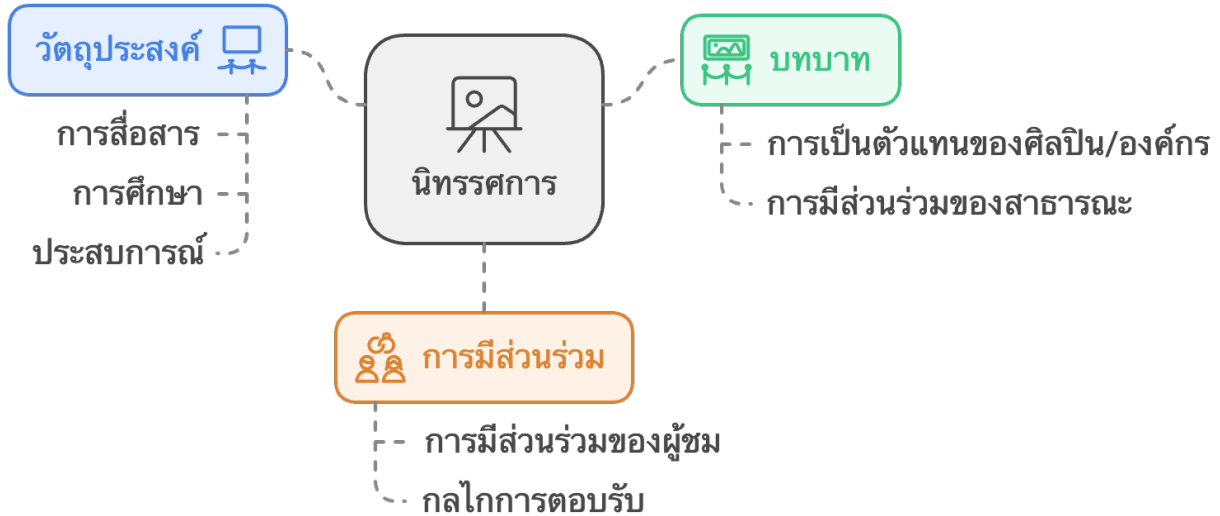 วัตถุประสงค์
การสื่อสาร
การศึกษา
ประสบการณ์
นิทรรศการ
บทบาท
การเป็นตัวแทนของศิลปิน/องค์กร
การมีส่วนร่วมของสาธารณะ
การมีส่วนร่วม
การมีส่วนร่วมของผู้ชม
กลไกการตอบรับ